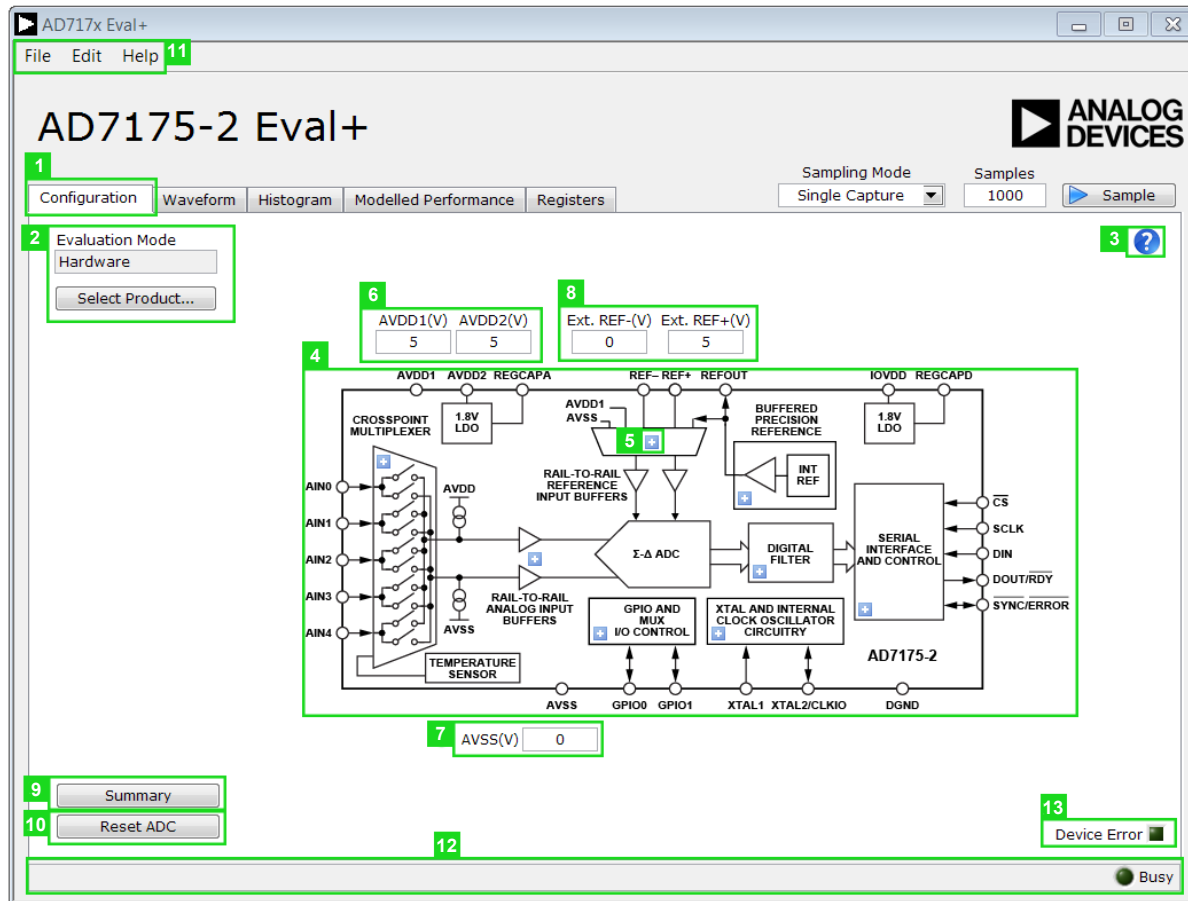 AD717x Eval+
File Edit Help 11
AD7175-2 Eval+
ANALOG
DEVICES
1
Sampling Mode Samples
Configuration Waveform Histogram Modelled Performance Registers Single Capture 1000 Sample
2 Evaluation Mode
Hardware
Select Product...
3 ?
6 8
AVDD1(V) AVDD2(V) Ext. REF-(V) Ext. REF+(V)
5 5 0 5
4
AVDD1 AVDD2 REGCAPA REF– REF+ REFOUT IOVDD REGCAPD
CROSSPOINT
MULTIPLEXER
1.8V
LDO
AVDD1
AVSS
5
BUFFERED
PRECISION
REFERENCE
INT
REF
1.8V
LDO
RAIL-TO-RAIL
REFERENCE
INPUT BUFFERS
AIN0
AIN1
AIN2
AIN3
AIN4
AVDD
AVSS
RAIL-TO-RAIL
ANALOG INPUT
BUFFERS
Σ-Δ ADC
DIGITAL
FILTER
SERIAL
INTERFACE
AND CONTROL
CS
SCLK
DIN
DOUT/RDY
SYNC/ERROR
GPIO AND
MUX
I/O CONTROL
XTAL AND INTERNAL
CLOCK OSCILLATOR
CIRCUITRY
TEMPERATURE
SENSOR
AD7175-2
AVSS GPIO0 GPIO1 XTAL1 XTAL2/CLKIO DGND
7 AVSS(V) 0
9 Summary
10 Reset ADC
13
Device Error
12
Busy